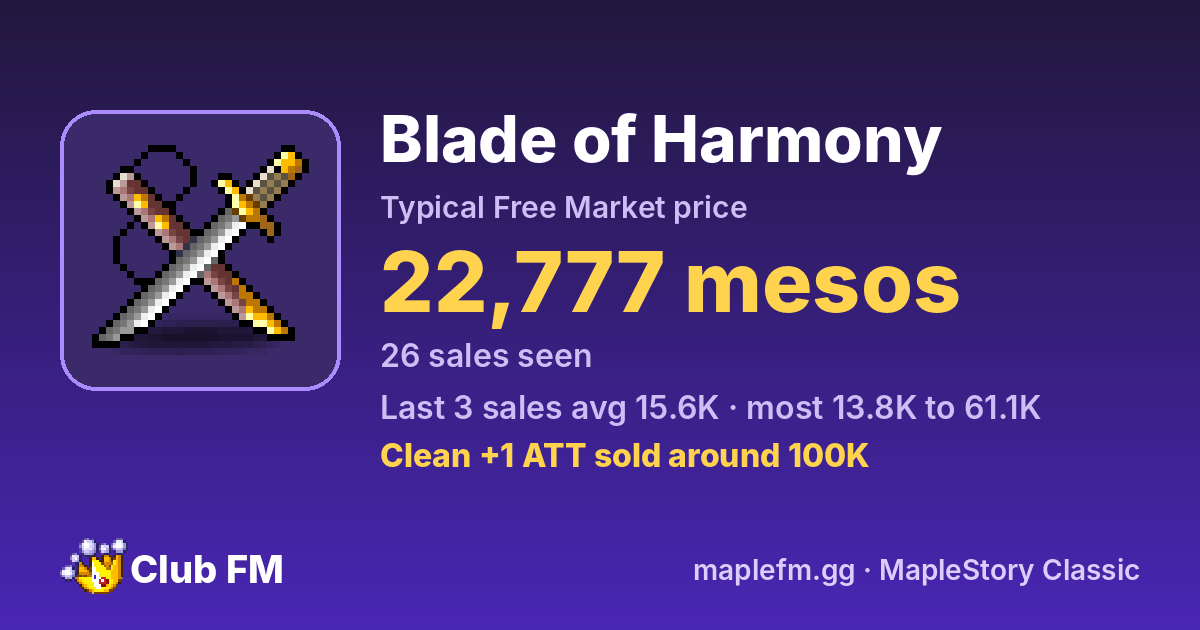 Blade of Harmony
Typical Free Market price
22,777 mesos
26 sales seen
Last 3 sales avg 15.6K · most 13.8K to 61.1K
Clean +1 ATT sold around 100K
Club FM
maplefm.gg · MapleStory Classic